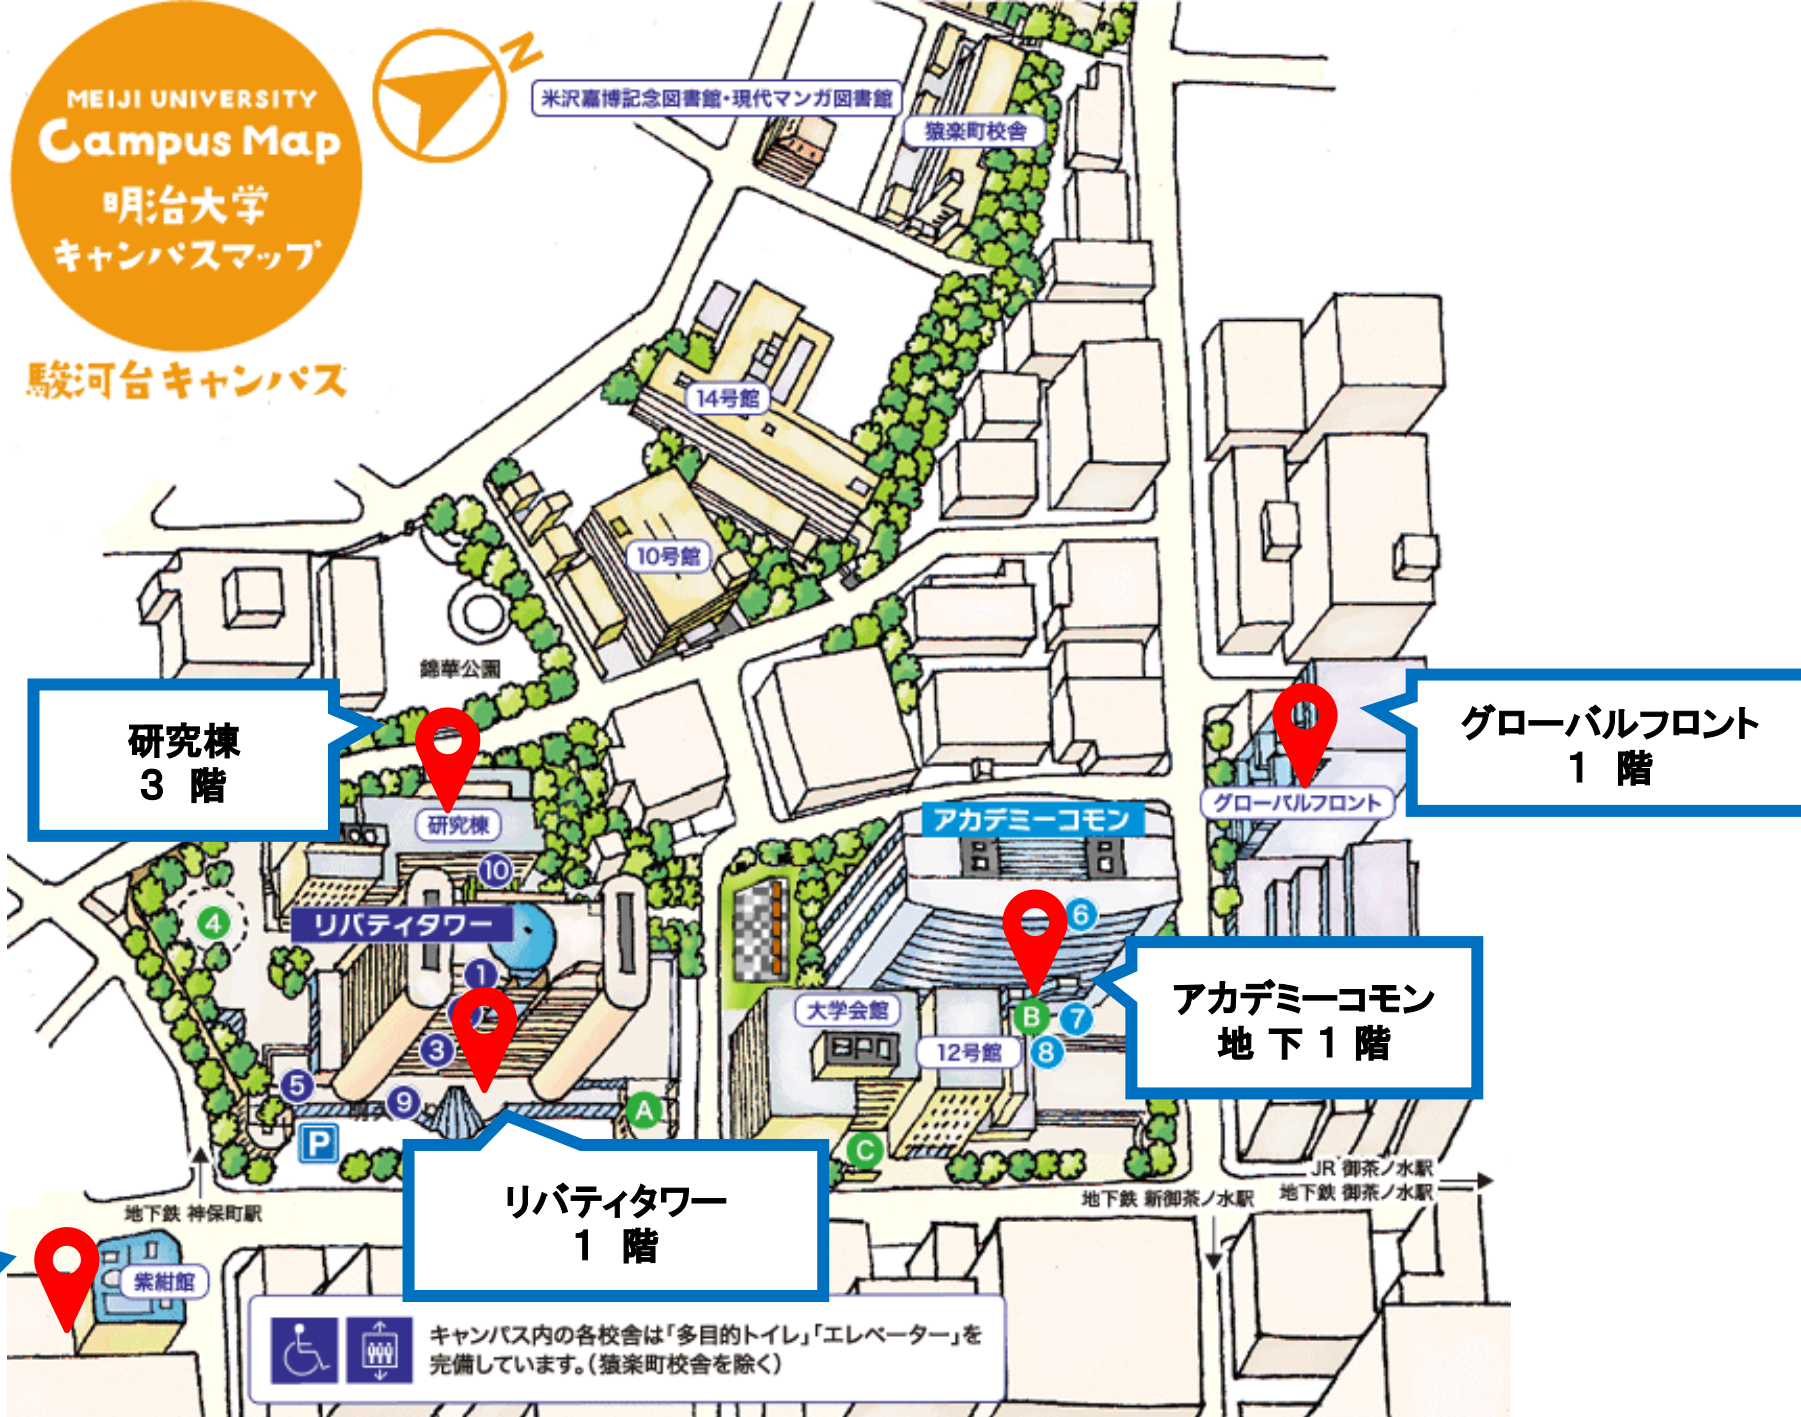 MEIJI UNIVERSITY
Campus Map
明治大学
キャンパスマップ
駿河台キャンパス
N
米沢嘉博記念図書館・現代マンガ図書館
猿楽町校舎
14号館
10号館
錦華公園
研究棟
3 階
グローバルフロント
1 階
グローバルフロント
研究棟
アカデミーコモン
10
リバティタワー
4
6
1
アカデミーコモン
地 下 1 階
大学会館
B
7
12号館
8
3
5
9
A
P
C
リバティタワー
1 階
JR 御茶ノ水駅
地下鉄 新御茶ノ水駅
地下鉄 御茶ノ水駅
地下鉄 神保町駅
紫紺館
キャンパス内の各校舎は「多目的トイレ」「エレベーター」を
完備しています。(猿楽町校舎を除く)